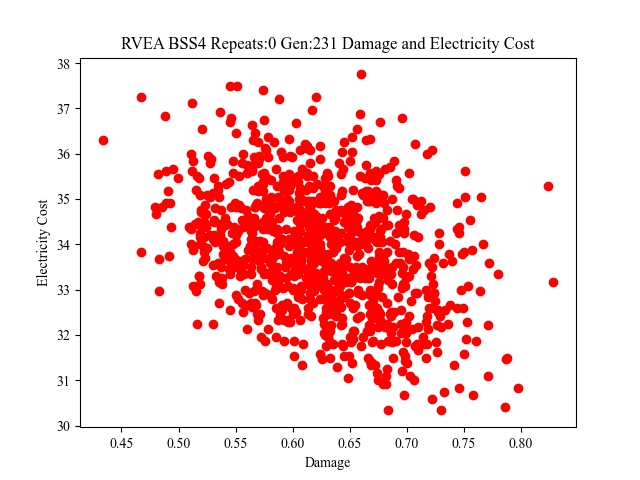 RVEA BSS4 Repeats:0 Gen:231 Damage and Electricity Cost
38
37
36
35
34
33
32
31
30
Electricity Cost
0.45 0.50 0.55 0.60 0.65 0.70 0.75 0.80
Damage